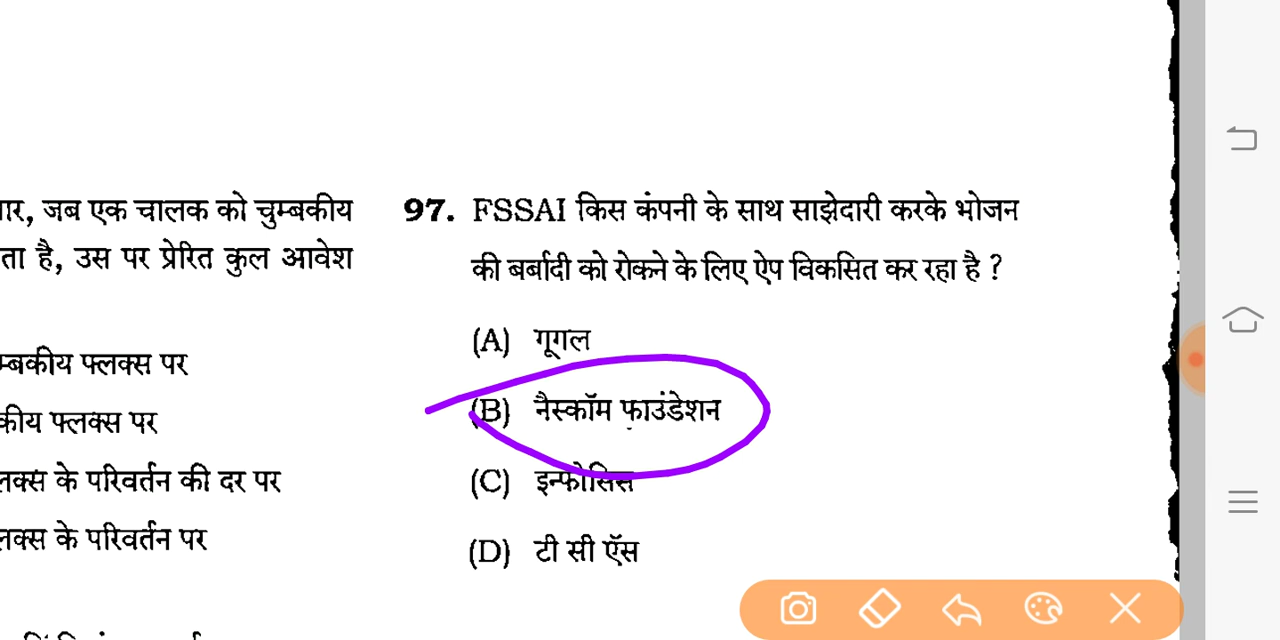 जब एक चालक को चुम्बकीय
ता है, उस पर प्रेरित कुल आवेश
म्बकीय फ्लक्स पर
कीय फ्लक्स पर
लक्स के परिवर्तन की दर पर
लक्स के परिवर्तन पर
97. FSSAI किस कंपनी के साथ साझेदारी करके भोजन
की बर्बादी को रोकने के लिए ऐप विकसित कर रहा है ?
(A) गूगल
(B) नैस्कॉम फाउंडेशन
(C) इन्फोसिस
(D) टी सी ऍस